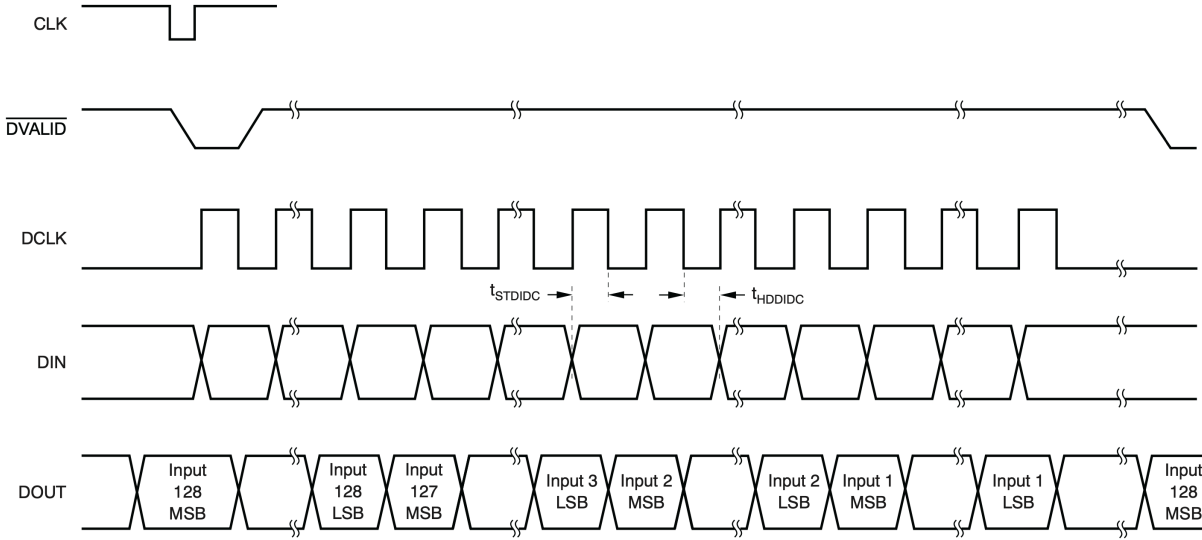 CLK
DVALID
DCLK
tSTDIDC
tHDDIDC
DIN
DOUT
Input
128
MSB
Input
128
LSB
Input
127
MSB
Input 3
LSB
Input 2
MSB
Input 2
LSB
Input 1
MSB
Input 1
LSB
Input
128
MSB